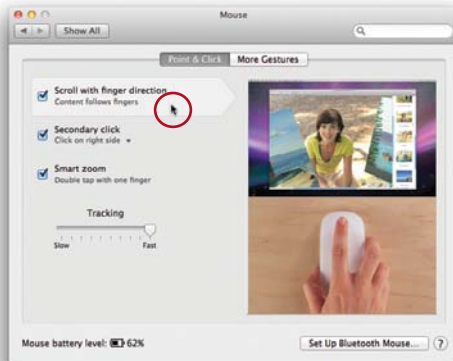 Mouse
Show All
Point & Click More Gestures
Scroll with finger direction
Content follows fingers
Secondary click
Click on right side
Smart zoom
Double tap with one finger
Tracking
Slow Fast
Mouse battery level: 62% Set Up Bluetooth Mouse... ?